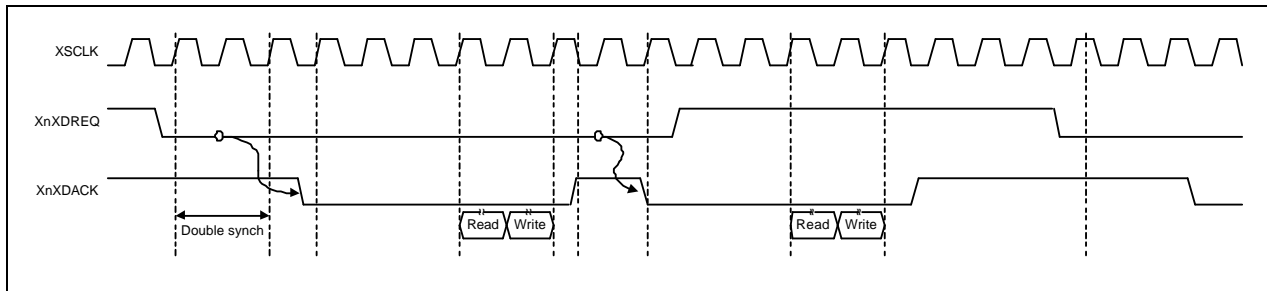 XSCLK
XnXDREQ
XnXDACK
Read Write Read Write
Double synch